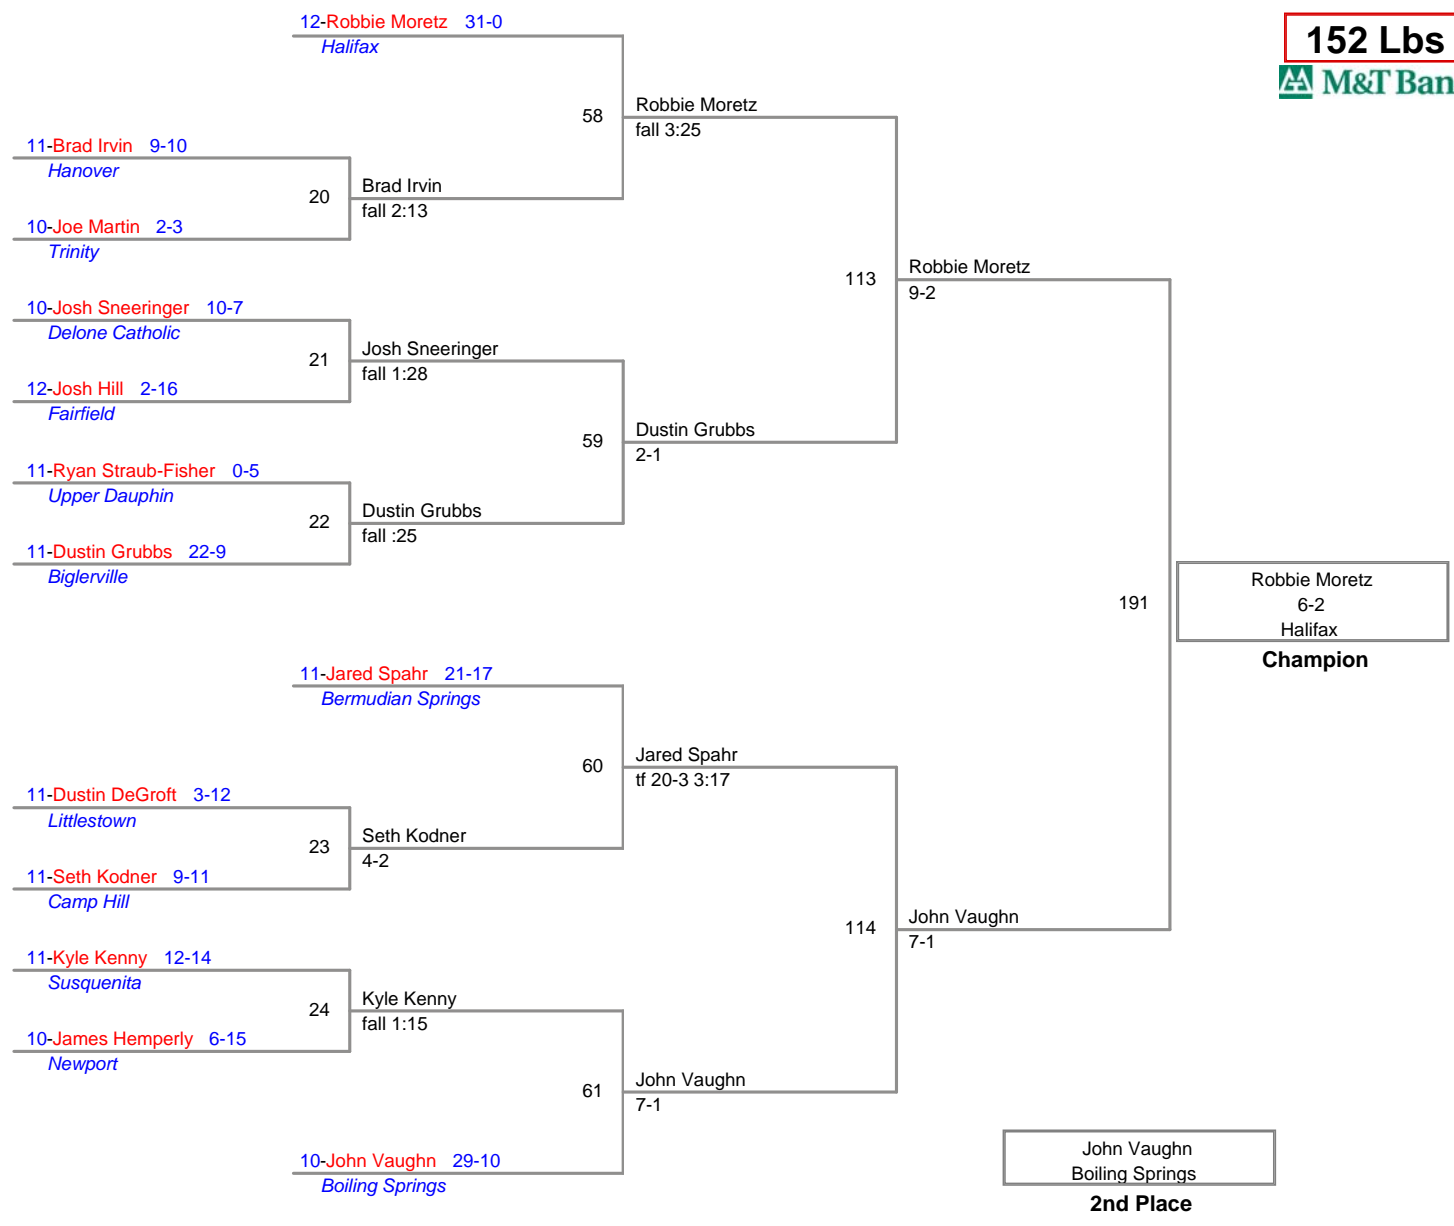 12-Robbie Moretz 31-0
Halifax
152 Lbs
M&T Ban
58
Robbie Moretz
fall 3:25
11-Brad Irvin 9-10
Hanover
20
Brad Irvin
fall 2:13
10-Joe Martin 2-3
Trinity
113
Robbie Moretz
9-2
10-Josh Sneeringer 10-7
Delone Catholic
21
Josh Sneeringer
fall 1:28
12-Josh Hill 2-16
Fairfield
59
Dustin Grubbs
2-1
11-Ryan Straub-Fisher 0-5
Upper Dauphin
22
Dustin Grubbs
fall :25
11-Dustin Grubbs 22-9
Biglerville
191
Robbie Moretz
6-2
Halifax
Champion
11-Jared Spahr 21-17
Bermudian Springs
60
Jared Spahr
tf 20-3 3:17
11-Dustin DeGroft 3-12
Littlestown
23
Seth Kodner
4-2
11-Seth Kodner 9-11
Camp Hill
114
John Vaughn
7-1
11-Kyle Kenny 12-14
Susquenita
24
Kyle Kenny
fall 1:15
10-James Hemperly 6-15
Newport
61
John Vaughn
7-1
10-John Vaughn 29-10
Boiling Springs
John Vaughn
Boiling Springs
2nd Place